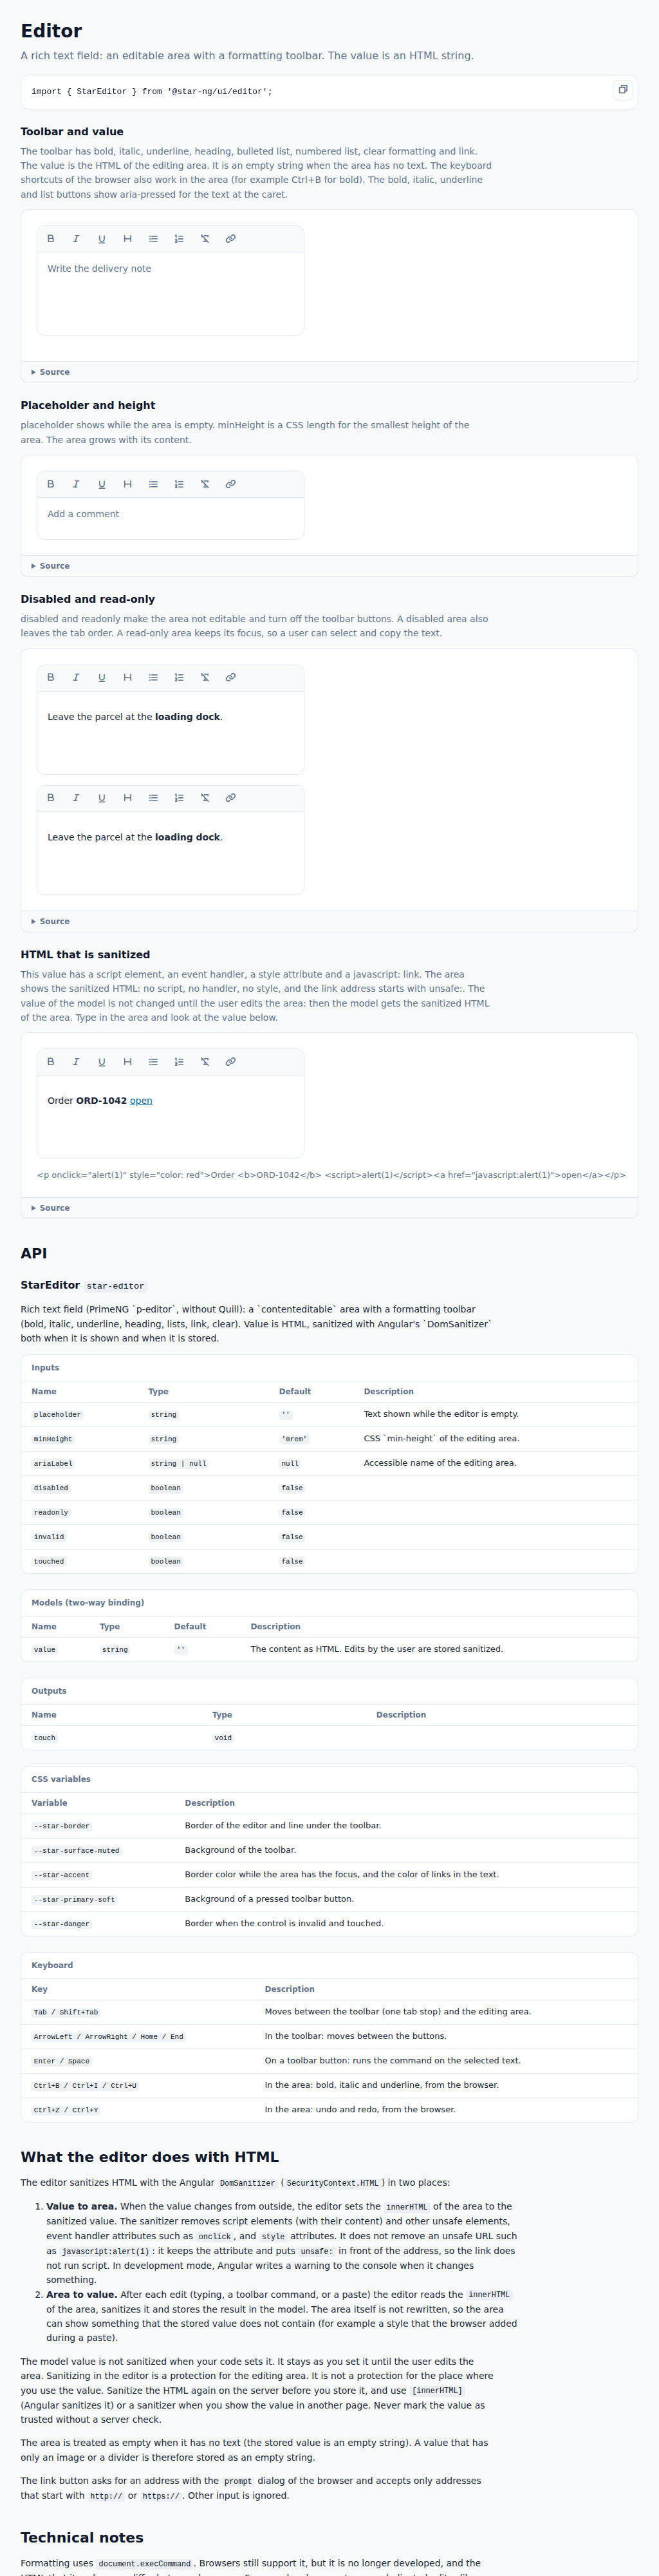 Editor
A rich text field: an editable area with a formatting toolbar. The value is an HTML string.
import { StarEditor } from '@star-ng/ui/editor';
Toolbar and value
The toolbar has bold, italic, underline, heading, bulleted list, numbered list, clear formatting and link.
The value is the HTML of the editing area. It is an empty string when the area has no text. The keyboard
shortcuts of the browser also work in the area (for example Ctrl+B for bold). The bold, italic, underline
and list buttons show aria-pressed for the text at the caret.
Write the delivery note
Source
Placeholder and height
placeholder shows while the area is empty. minHeight is a CSS length for the smallest height of the
area. The area grows with its content.
Add a comment
Source
Disabled and read-only
disabled and readonly make the area not editable and turn off the toolbar buttons. A disabled area also
leaves the tab order. A read-only area keeps its focus, so a user can select and copy the text.
Leave the parcel at the loading dock.
Leave the parcel at the loading dock.
Source
HTML that is sanitized
This value has a script element, an event handler, a style attribute and a javascript: link. The area
shows the sanitized HTML: no script, no handler, no style, and the link address starts with unsafe:. The
value of the model is not changed until the user edits the area: then the model gets the sanitized HTML
of the area. Type in the area and look at the value below.
Order ORD-1042 open
<p onclick="alert(1)" style="color: red">Order <b>ORD-1042</b> <script>alert(1)</script><a href="javascript:alert(1)">open</a></p>
Source
API
StarEditor star-editor
Rich text field (PrimeNG `p-editor`, without Quill): a `contenteditable` area with a formatting toolbar
(bold, italic, underline, heading, lists, link, clear). Value is HTML, sanitized with Angular's `DomSanitizer`
both when it is shown and when it is stored.
Inputs
Name Type Default Description
placeholder string '' Text shown while the editor is empty.
minHeight string '8rem' CSS `min-height` of the editing area.
ariaLabel string | null null Accessible name of the editing area.
disabled boolean false
readonly boolean false
invalid boolean false
touched boolean false
Models (two-way binding)
Name Type Default Description
value string '' The content as HTML. Edits by the user are stored sanitized.
Outputs
Name Type Description
touch void
CSS variables
Variable Description
--star-border Border of the editor and line under the toolbar.
--star-surface-muted Background of the toolbar.
--star-accent Border color while the area has the focus, and the color of links in the text.
--star-primary-soft Background of a pressed toolbar button.
--star-danger Border when the control is invalid and touched.
Keyboard
Key Description
Tab / Shift+Tab Moves between the toolbar (one tab stop) and the editing area.
ArrowLeft / ArrowRight / Home / End In the toolbar: moves between the buttons.
Enter / Space On a toolbar button: runs the command on the selected text.
Ctrl+B / Ctrl+I / Ctrl+U In the area: bold, italic and underline, from the browser.
Ctrl+Z / Ctrl+Y In the area: undo and redo, from the browser.
What the editor does with HTML
The editor sanitizes HTML with the Angular DomSanitizer (SecurityContext.HTML) in two places:
1. Value to area. When the value changes from outside, the editor sets the innerHTML of the area to the
sanitized value. The sanitizer removes script elements (with their content) and other unsafe elements,
event handler attributes such as onclick, and style attributes. It does not remove an unsafe URL such
as javascript:alert(1): it keeps the attribute and puts unsafe: in front of the address, so the link does
not run script. In development mode, Angular writes a warning to the console when it changes
something.
2. Area to value. After each edit (typing, a toolbar command, or a paste) the editor reads the innerHTML
of the area, sanitizes it and stores the result in the model. The area itself is not rewritten, so the area
can show something that the stored value does not contain (for example a style that the browser added
during a paste).
The model value is not sanitized when your code sets it. It stays as you set it until the user edits the
area. Sanitizing in the editor is a protection for the editing area. It is not a protection for the place where
you use the value. Sanitize the HTML again on the server before you store it, and use [innerHTML]
(Angular sanitizes it) or a sanitizer when you show the value in another page. Never mark the value as
trusted without a server check.
The area is treated as empty when it has no text (the stored value is an empty string). A value that has
only an image or a divider is therefore stored as an empty string.
The link button asks for an address with the prompt dialog of the browser and accepts only addresses
that start with http:// or https://. Other input is ignored.
Technical notes
Formatting uses document.execCommand. Browsers still support it, but it is no longer developed, and the